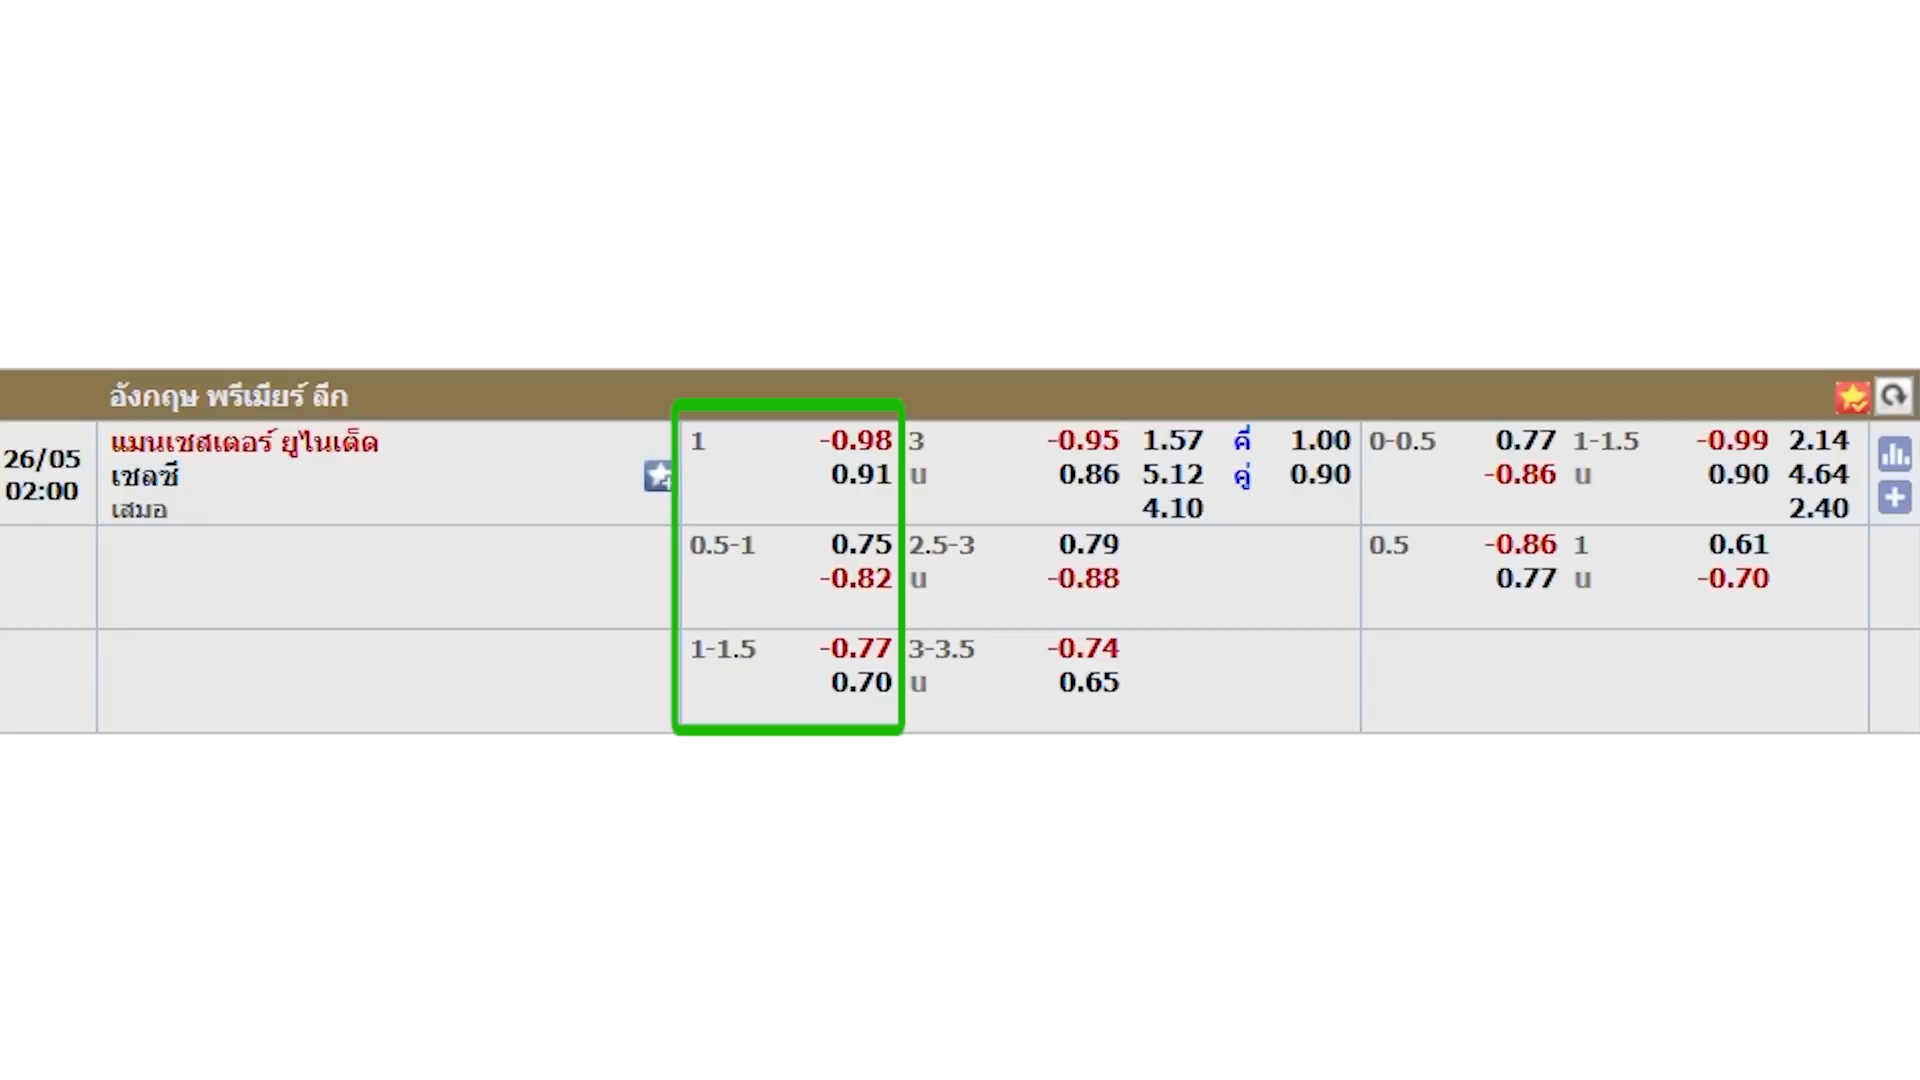 อังกฤษ พรีเมียร์ ลีก
26/05 02:00
แมนเชสเตอร์ ยูไนเต็ด
เชลซี
เสมอ
1 -0.98 3 -0.95 1.57 คี่ 1.00 0-0.5 0.77 1-1.5 -0.99 2.14
0.91 u 0.86 5.12 คู่ 0.90 -0.86 u 0.90 4.64
4.10 2.40
0.5-1 0.75 2.5-3 0.79 0.5 -0.86 1 0.61
-0.82 u -0.88 0.77 u -0.70
1-1.5 -0.77 3-3.5 -0.74
0.70 u 0.65